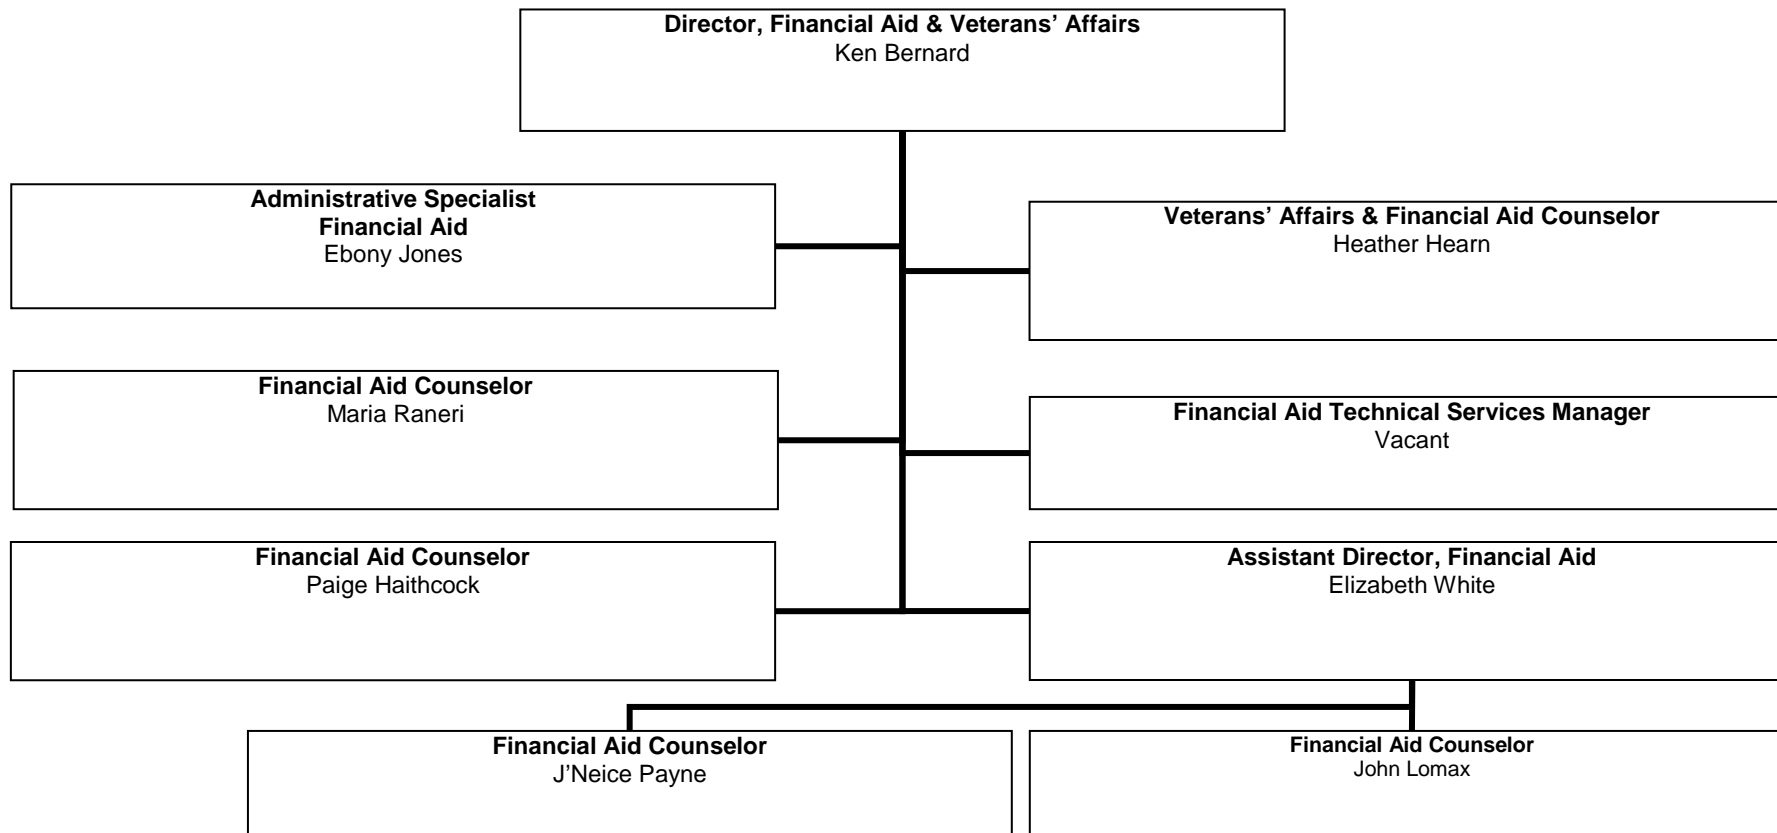 Director, Financial Aid & Veterans’ Affairs
Ken Bernard
Administrative Specialist
Financial Aid
Ebony Jones
Veterans’ Affairs & Financial Aid Counselor
Heather Hearn
Financial Aid Counselor
Maria Raneri
Financial Aid Technical Services Manager
Vacant
Financial Aid Counselor
Paige Haithcock
Assistant Director, Financial Aid
Elizabeth White
Financial Aid Counselor
J’Neice Payne
Financial Aid Counselor
John Lomax